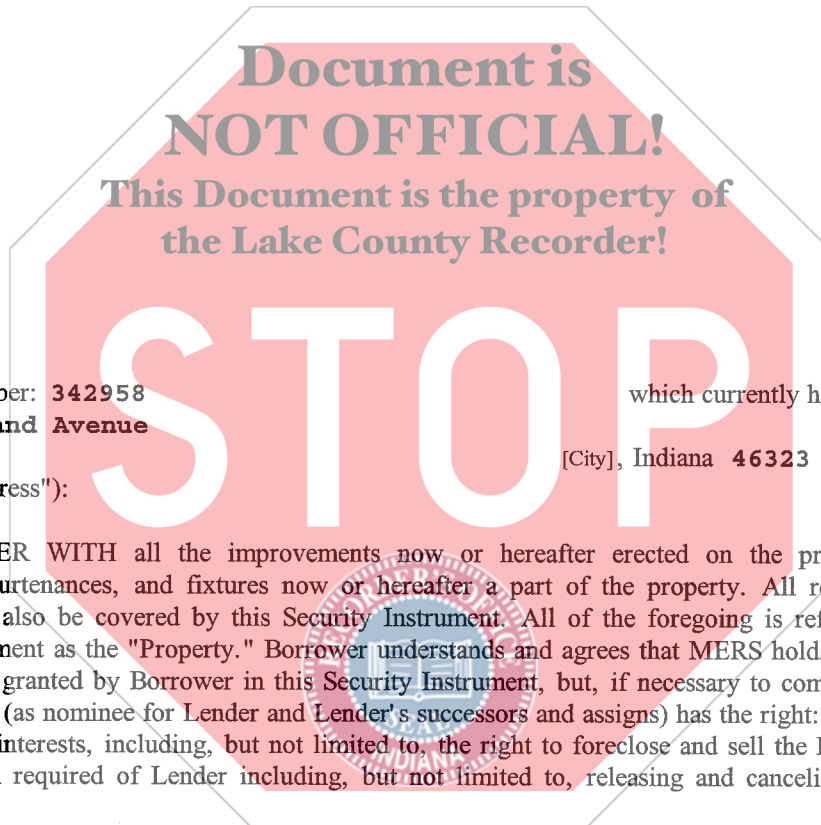 Document is
NOT OFFICIAL!
This Document is the property of
the Lake County Recorder!
STOP
ber: 342958 which currently h
and Avenue
[City], Indiana 46323
ress"):
ER WITH all the improvements now or hereafter erected on the pr
urtenances, and fixtures now or hereafter a part of the property. All r
also be covered by this Security Instrument. All of the foregoing is ref
ment as the "Property." Borrower understands and agrees that MERS hold
granted by Borrower in this Security Instrument, but, if necessary to com
(as nominee for Lender and Lender's successors and assigns) has the right:
interests, including, but not limited to, the right to foreclose and sell the
required of Lender including, but not limited to, releasing and canceli
RECORDER'S OFFICE
SEAL
INDIANA